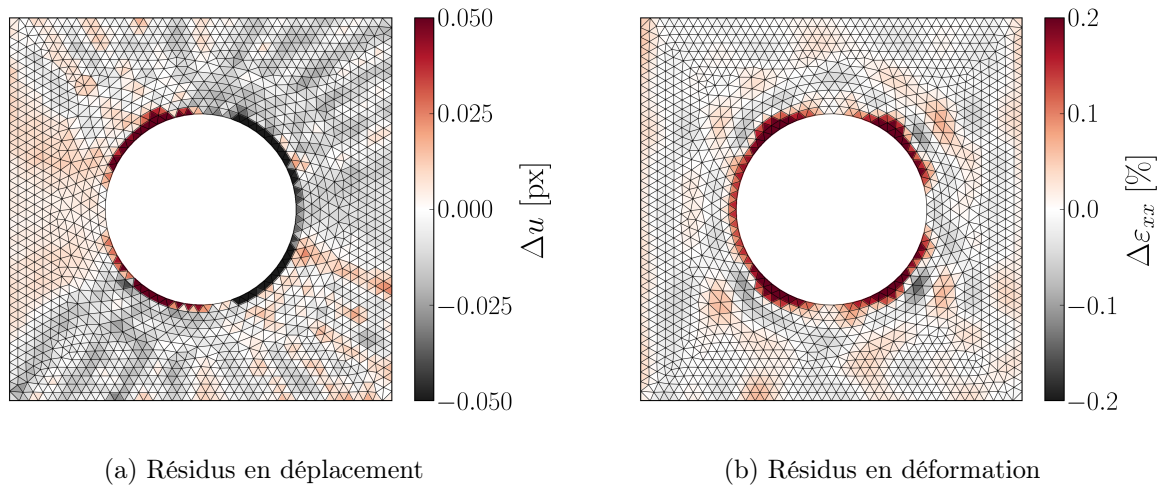 0.050
0.025
0.000
−0.025
−0.050
Δu [px]
0.2
0.1
0.0
−0.1
−0.2
Δε_xx [%]
(a) Résidus en déplacement
(b) Résidus en déformation